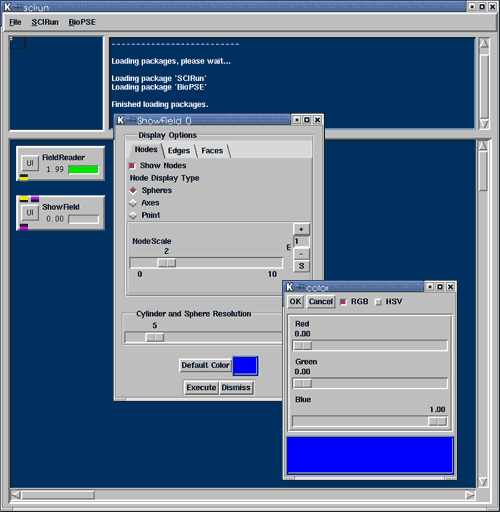 scirun
File SCIRun BioPSE
Loading packages, please wait...
Loading package 'SCIRun'
Loading package 'BioPSE'
Finished loading packages.
ShowField 0
Display Options
Nodes Edges Faces
Show Nodes
Node Display Type
Spheres
Axes
Point
NodeScale
2
0 10
+
E 1
-
S
Cylinder and Sphere Resolution
5
Default Color
Execute Dismiss
UI FieldReader
1.99
UI ShowField
0.00
color
OK Cancel RGB HSV
Red
0.00
Green
0.00
Blue
1.00